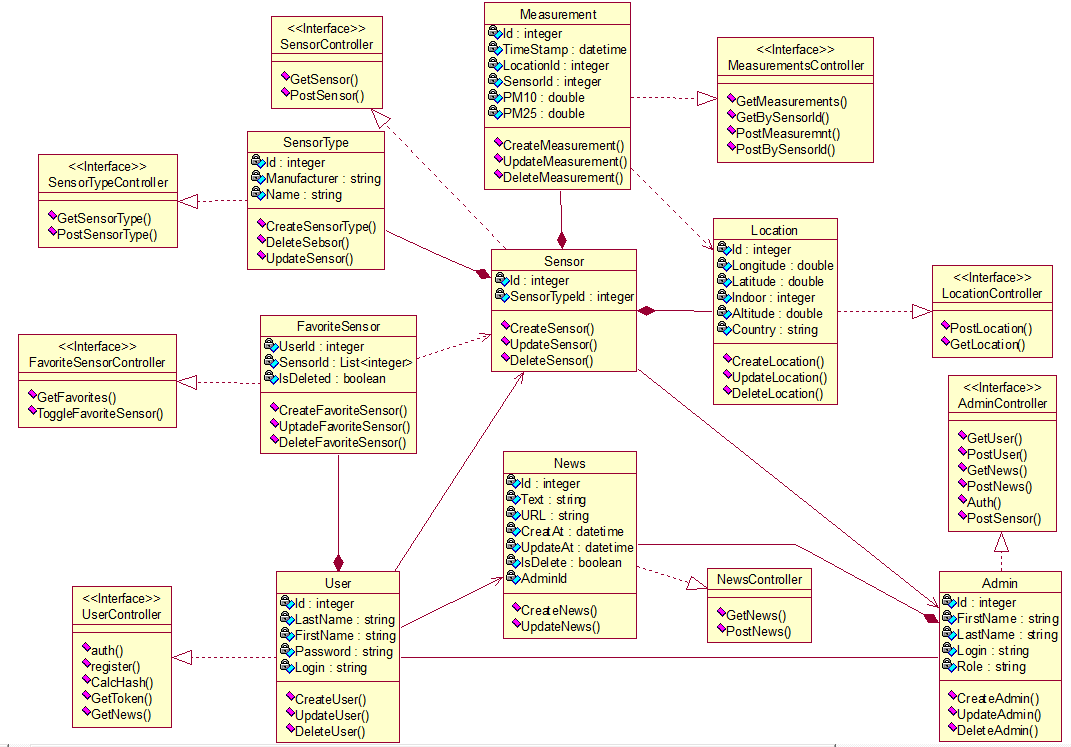 <<Interface>>
SensorController
GetSensor()
PostSensor()
Measurement
Id : integer
TimeStamp : datetime
LocationId : integer
SensorId : integer
PM10 : double
PM25 : double
CreateMeasurement()
UpdateMeasurement()
DeleteMeasurement()
<<Interface>>
MeasurementsController
GetMeasurements()
GetBySensorId()
PostMeasuremnt()
PostBySensorId()
<<Interface>>
SensorTypeController
GetSensorType()
PostSensorType()
SensorType
Id : integer
Manufacturer : string
Name : string
CreateSensorType()
DeleteSebsor()
UpdateSensor()
Sensor
Id : integer
SensorTypeId : integer
CreateSensor()
UpdateSensor()
DeleteSensor()
Location
Id : integer
Longitude : double
Latitude : double
Indoor : integer
Altitude : double
Country : string
CreateLocation()
UpdateLocation()
DeleteLocation()
<<Interface>>
LocationController
PostLocation()
GetLocation()
<<Interface>>
FavoriteSensorController
GetFavorites()
ToggleFavoriteSensor()
FavoriteSensor
UserId : integer
SensorId : List<integer>
IsDeleted : boolean
CreateFavoriteSensor()
UptadeFavoriteSensor()
DeleteFavoriteSensor()
<<Interface>>
AdminController
GetUser()
PostUser()
GetNews()
PostNews()
Auth()
PostSensor()
News
Id : integer
Text : string
URL : string
CreatAt : datetime
UpdateAt : datetime
IsDelete : boolean
AdminId
CreateNews()
UpdateNews()
NewsController
GetNews()
PostNews()
<<Interface>>
UserController
auth()
register()
CalcHash()
GetToken()
GetNews()
User
Id : integer
LastName : string
FirstName : string
Password : string
Login : string
CreateUser()
UpdateUser()
DeleteUser()
Admin
Id : integer
FirstName : string
LastName : string
Login : string
Role : string
CreateAdmin()
UpdateAdmin()
DeleteAdmin()